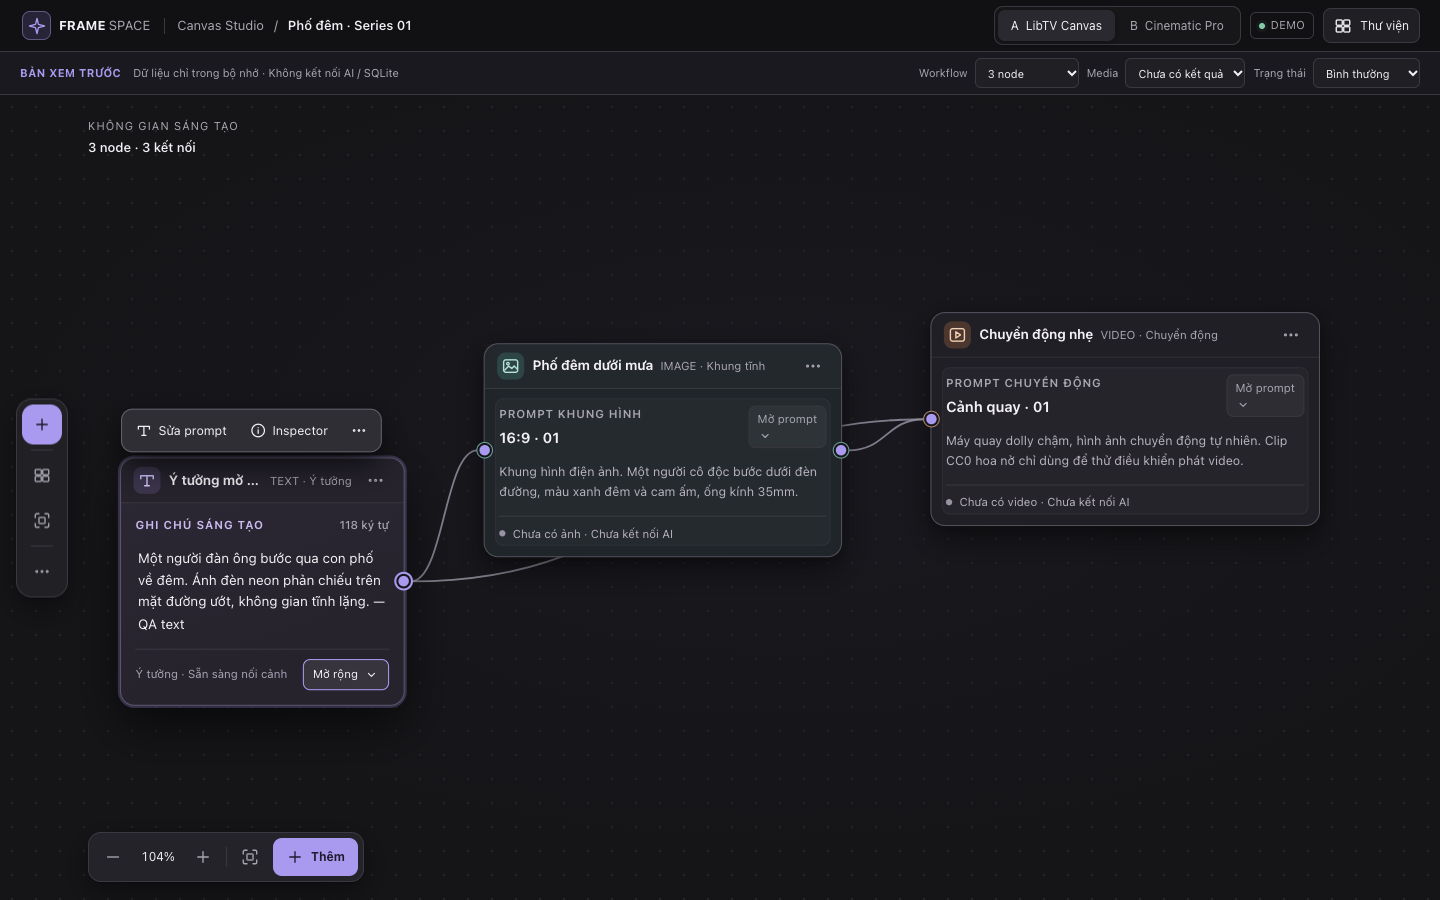 FRAME SPACE
Canvas Studio / Phố đêm · Series 01
A LibTV Canvas
B Cinematic Pro
DEMO
Thư viện
BẢN XEM TRƯỚC
Dữ liệu chỉ trong bộ nhớ · Không kết nối AI / SQLite
Workflow
3 node
Media
Chưa có kết quả
Trạng thái
Bình thường
KHÔNG GIAN SÁNG TẠO
3 node · 3 kết nối
Sửa prompt
Inspector
Ý tưởng mở ...
TEXT · Ý tưởng
GHI CHÚ SÁNG TẠO
118 ký tự
Một người đàn ông bước qua con phố
về đêm. Ánh đèn neon phản chiếu trên
mặt đường ướt, không gian tĩnh lặng. —
QA text
Ý tưởng · Sẵn sàng nối cảnh
Mở rộng
Phố đêm dưới mưa
IMAGE · Khung tĩnh
PROMPT KHUNG HÌNH
Mở prompt
16:9 · 01
Khung hình điện ảnh. Một người cô độc bước dưới đèn
đường, màu xanh đêm và cam ấm, ống kính 35mm.
Chưa có ảnh · Chưa kết nối AI
Chuyển động nhẹ
VIDEO · Chuyển động
PROMPT CHUYỂN ĐỘNG
Mở prompt
Cảnh quay · 01
Máy quay dolly chậm, hình ảnh chuyển động tự nhiên. Clip
CC0 hoa nở chỉ dùng để thử điều khiển phát video.
Chưa có video · Chưa kết nối AI
104%
Thêm